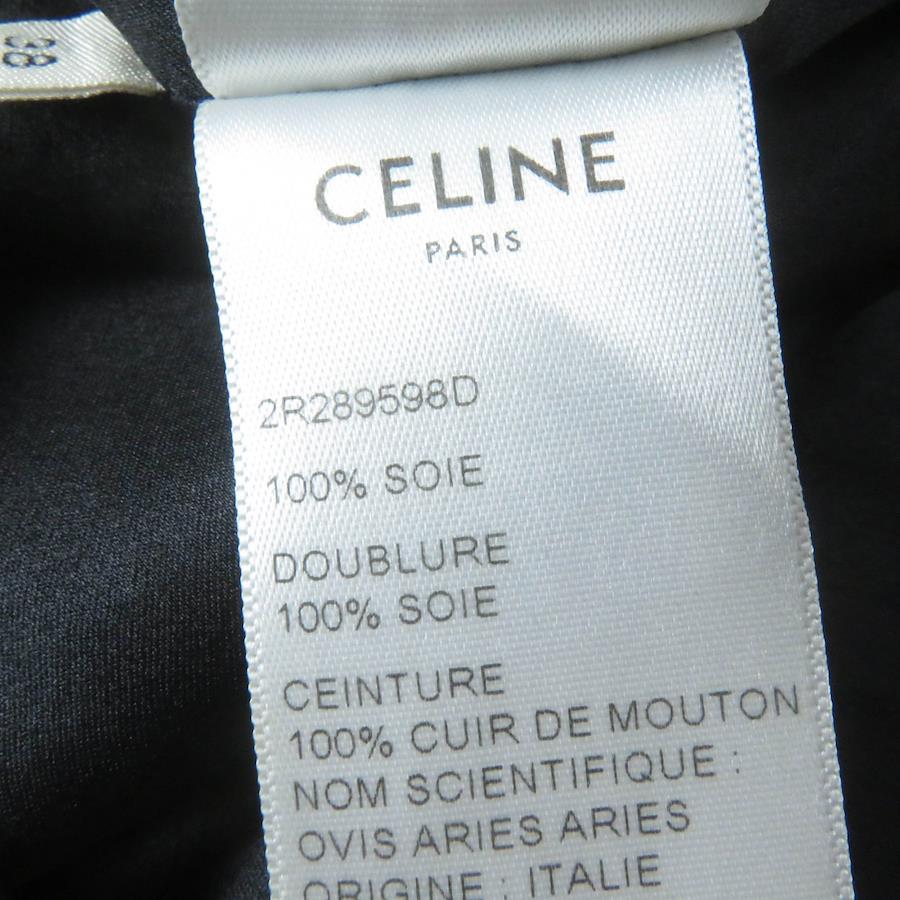 38
CELINE
PARIS
2R289598D
100% SOIE
DOUBLURE
100% SOIE
CEINTURE
100% CUIR DE MOUTON
NOM SCIENTIFIQUE :
OVIS ARIES ARIES
ORIGINE : ITALIE